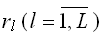 r_l ( l = \overline{1, L} )